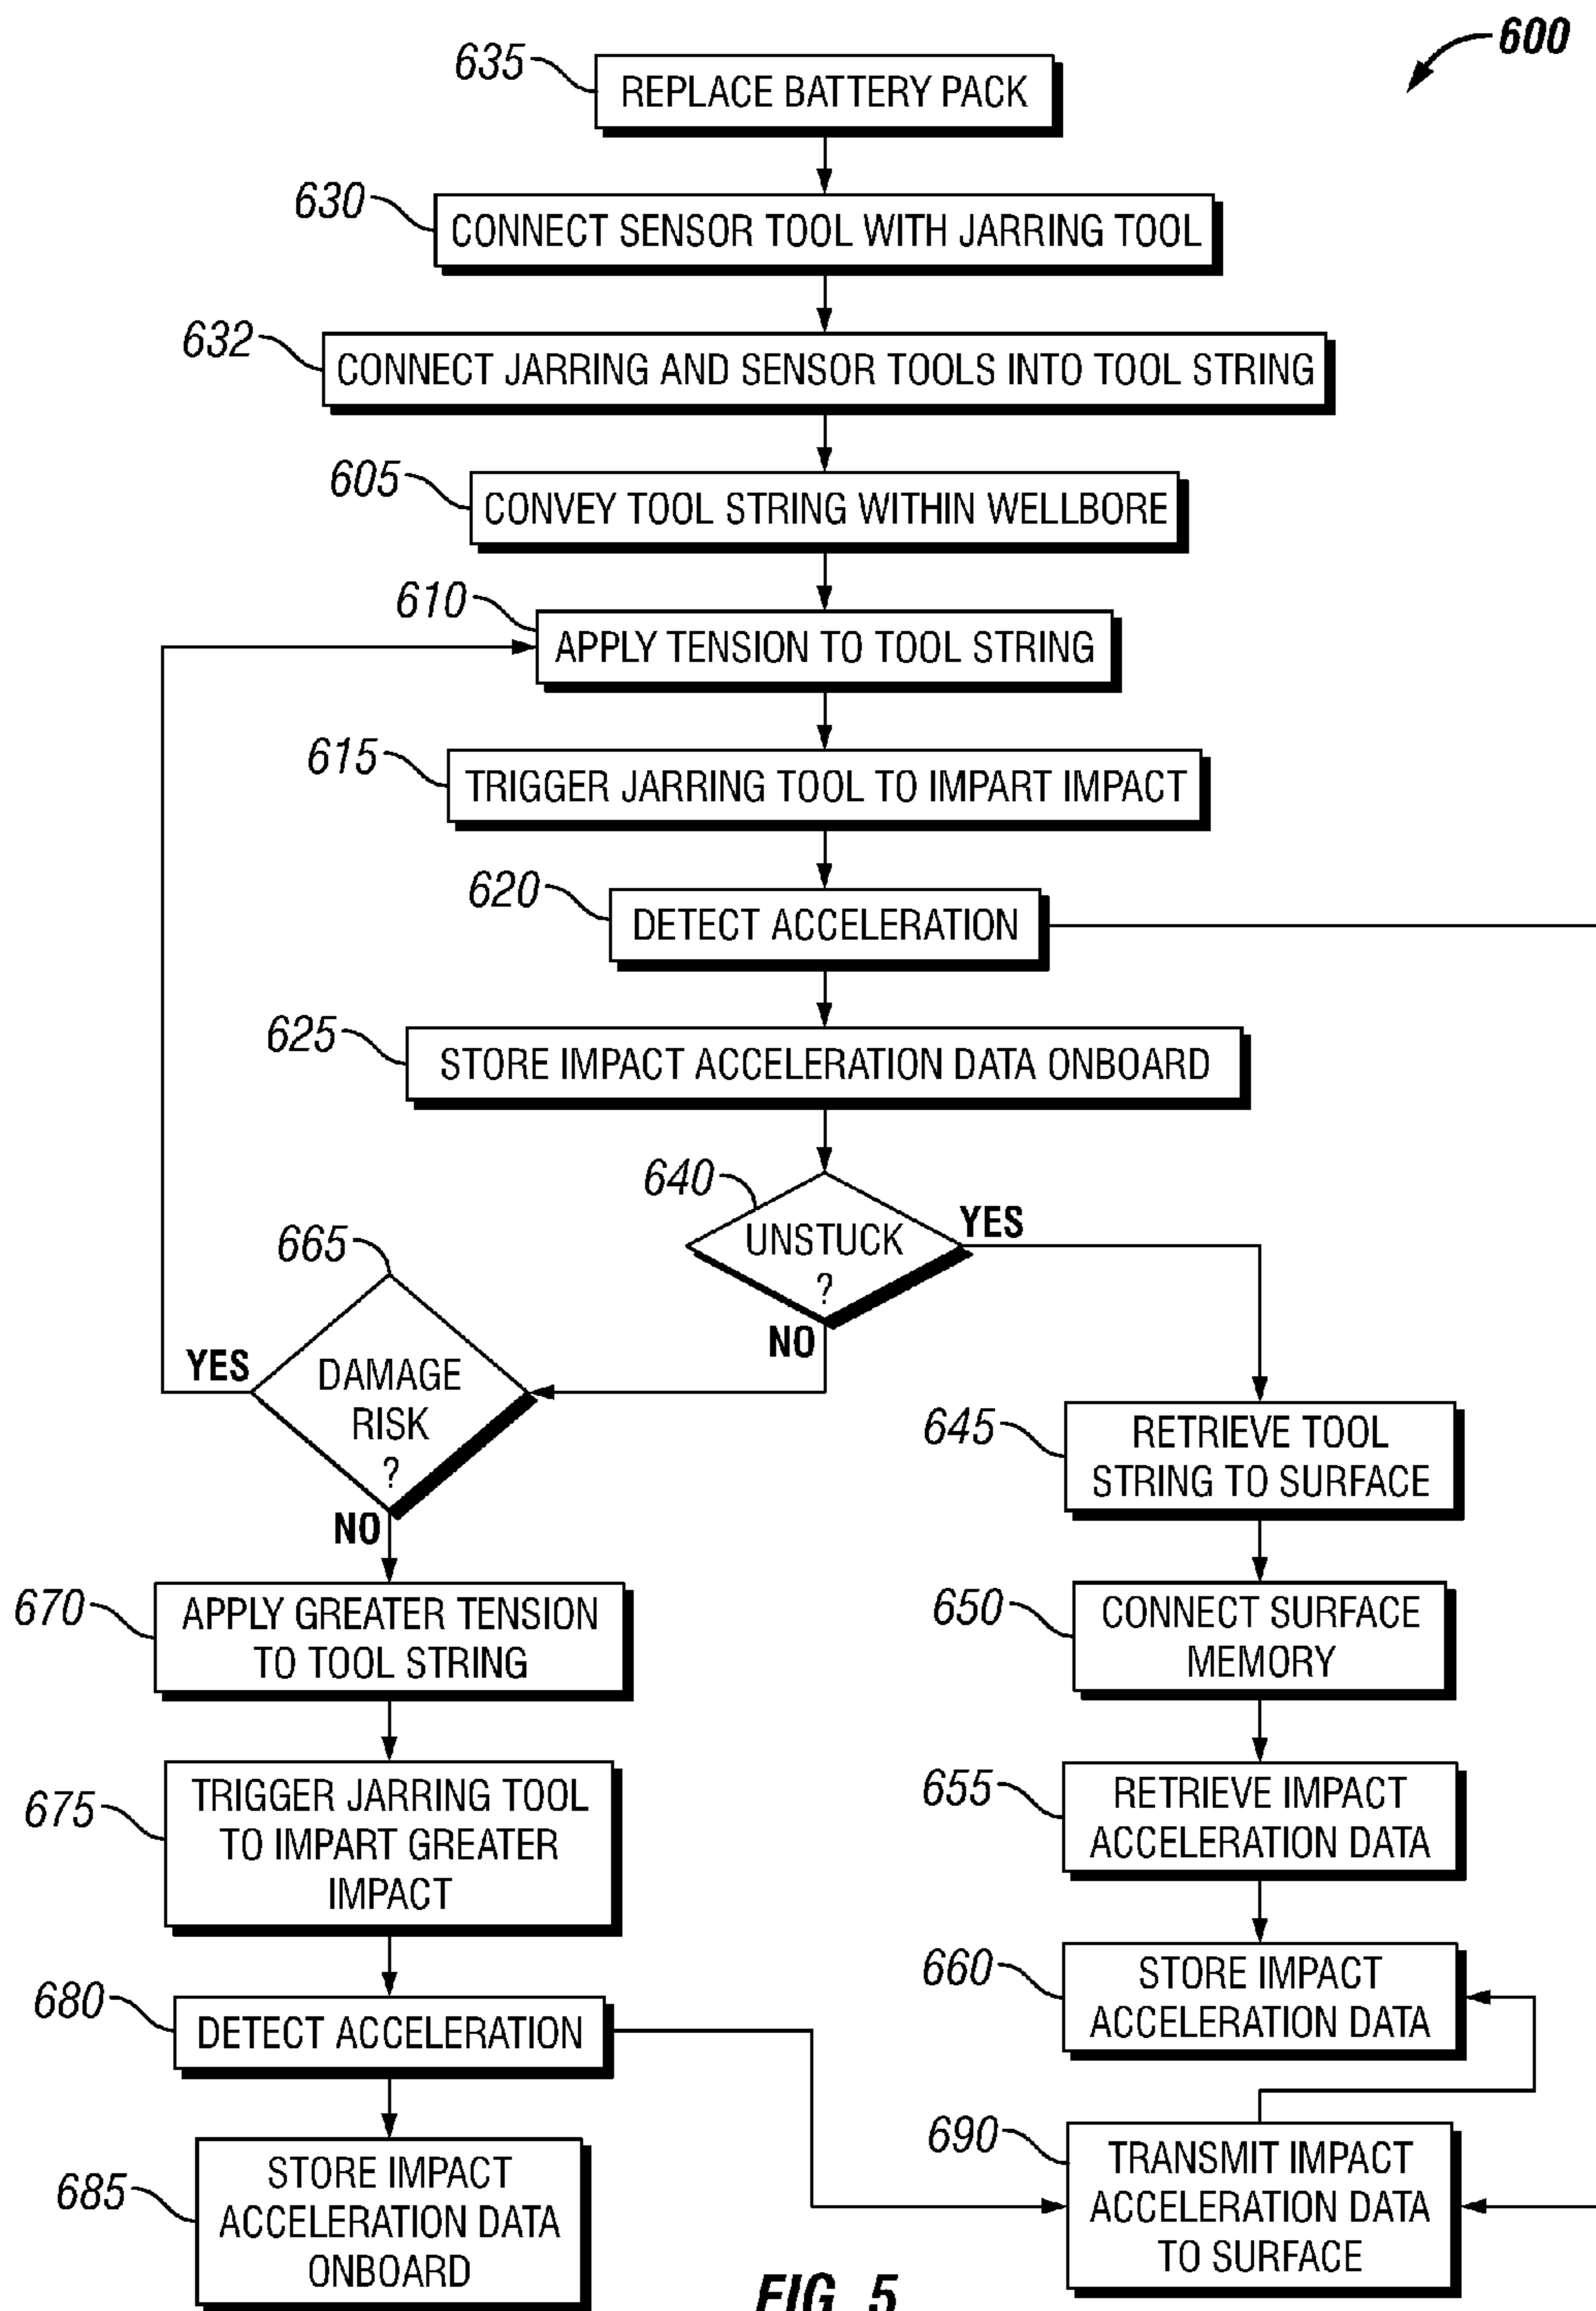 600
635
REPLACE BATTERY PACK
630
CONNECT SENSOR TOOL WITH JARRING TOOL
632
CONNECT JARRING AND SENSOR TOOLS INTO TOOL STRING
605
CONVEY TOOL STRING WITHIN WELLBORE
610
APPLY TENSION TO TOOL STRING
615
TRIGGER JARRING TOOL TO IMPART IMPACT
620
DETECT ACCELERATION
625
STORE IMPACT ACCELERATION DATA ONBOARD
640
UNSTUCK
?
YES
NO
665
DAMAGE
RISK
?
YES
NO
670
APPLY GREATER TENSION
TO TOOL STRING
675
TRIGGER JARRING TOOL
TO IMPART GREATER
IMPACT
680
DETECT ACCELERATION
685
STORE IMPACT
ACCELERATION DATA
ONBOARD
645
RETRIEVE TOOL
STRING TO SURFACE
650
CONNECT SURFACE
MEMORY
655
RETRIEVE IMPACT
ACCELERATION DATA
660
STORE IMPACT
ACCELERATION DATA
690
TRANSMIT IMPACT
ACCELERATION DATA
TO SURFACE
FIG. 5